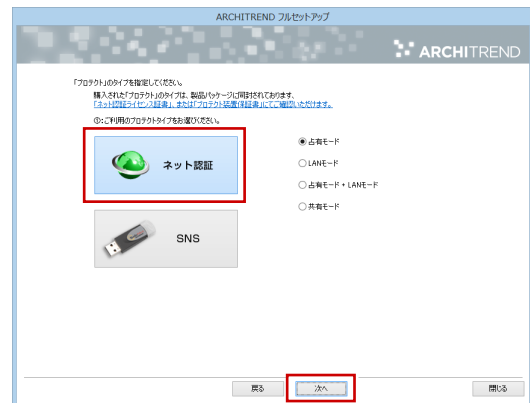 ARCHITREND フルセットアップ
ARCHITREND
「プロテクト」のタイプを指定してください。
購入された「プロテクト」のタイプは、製品パッケージに同封されております、
「ネット認証ライセンス証書」、または「プロテクト装置保証書」にてご確認いただけます。
①:ご利用のプロテクトタイプをお選びください。
ネット認証
占有モード
LANモード
占有モード + LANモード
共有モード
SNS
戻る
次へ
閉じる